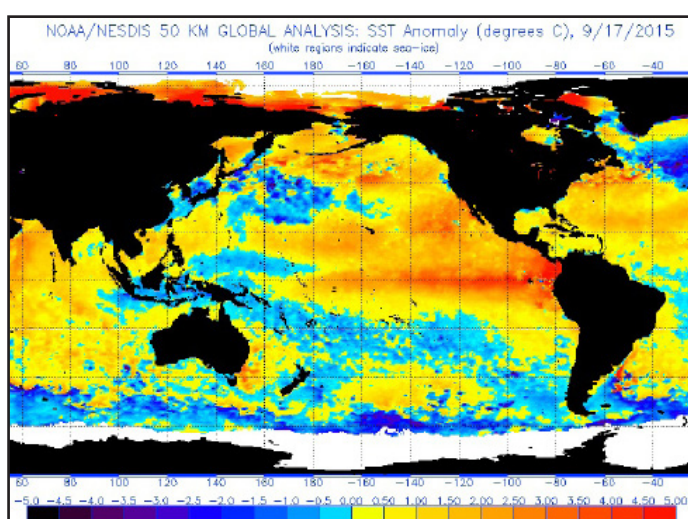 NOAA/NESDIS 50 KM GLOBAL ANALYSIS: SST Anomaly (degrees C), 9/17/2015
(white regions indicate sea-ice)
60 80 100 120 140 160 180 -160 -140 -120 -100 -80 -60 -40
60 80 100 120 140 160 180 -160 -140 -120 -100 -80 -60 -40
-5.0 -4.0 -3.5 -3.0 -2.5 -2.0 -1.5 -1.0 -0.5 0.00 0.50 1.00 1.50 2.00 2.50 3.00 3.50 4.00 4.50 5.00